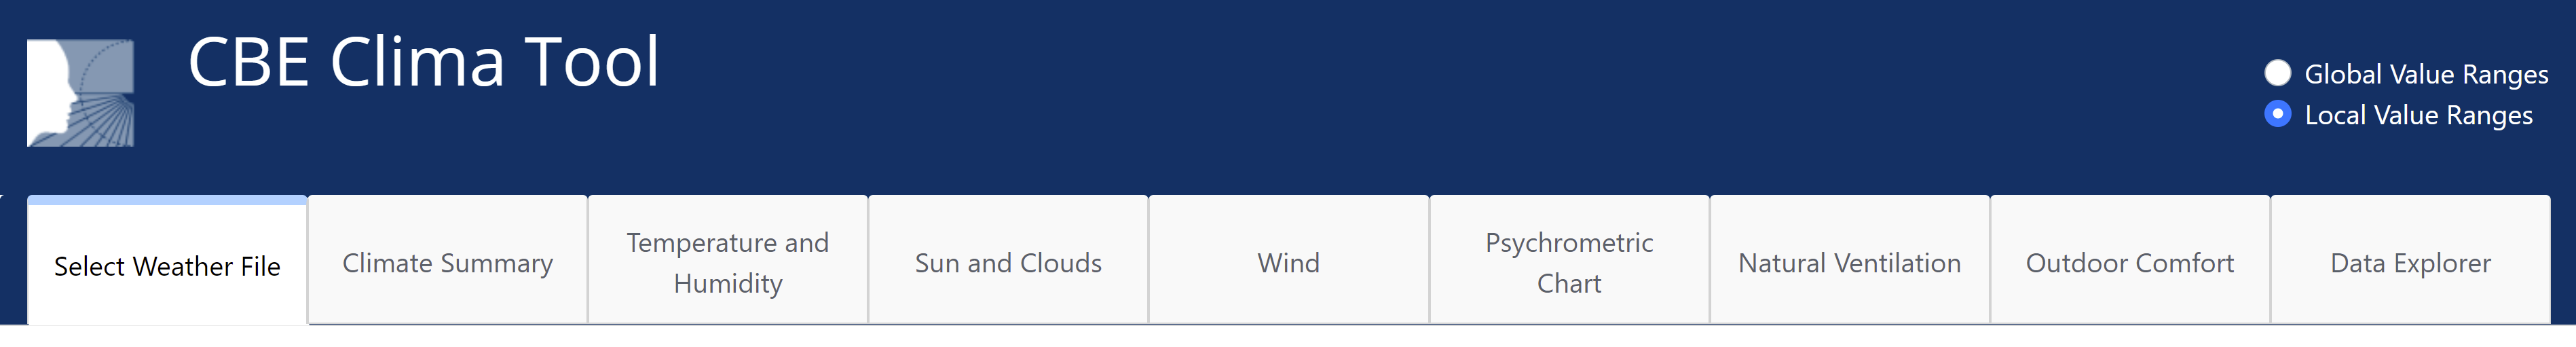 CBE Clima Tool
Global Value Ranges
Local Value Ranges
Select Weather File
Climate Summary
Temperature and
Humidity
Sun and Clouds
Wind
Psychrometric
Chart
Natural Ventilation
Outdoor Comfort
Data Explorer